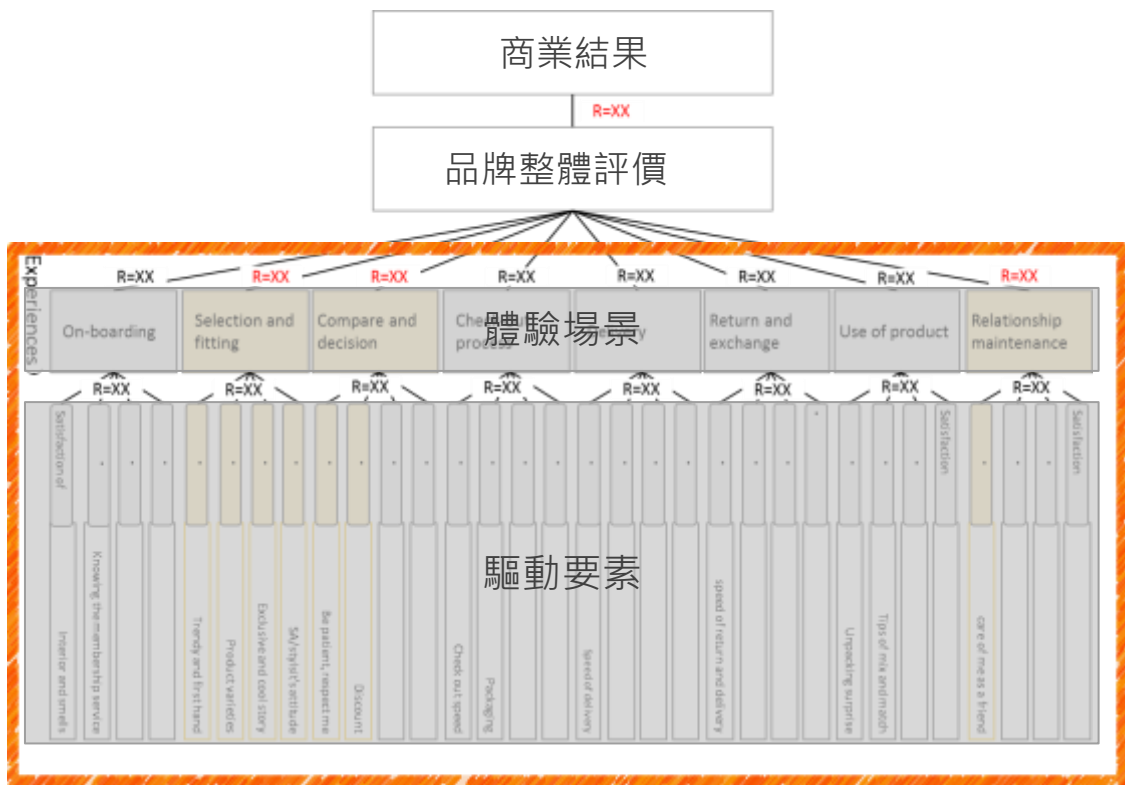 商業結果
R=XX
品牌整體評價
Experiences
R=XX R=XX R=XX R=XX R=XX R=XX R=XX R=XX
On-boarding
Selection and
fitting
Compare and
decision
體驗場景
process
Return and
exchange
Use of product
Relationship
maintenance
R=XX R=XX R=XX R=XX R=XX R=XX R=XX R=XX
Satisfaction of
Satisfaction
Satisfaction
驅動要素
Interior and smells
Knowing the membership service
Trendy and first hand
Product varieties
Exclusive and cool story
SA/stylsit's attitude
Be patient, respect me
Discount
Check out speed
Packaging
Speed of delivery
speed of return and delivery
Unpacking surprise
Tips of mix and match
care of me as a friend